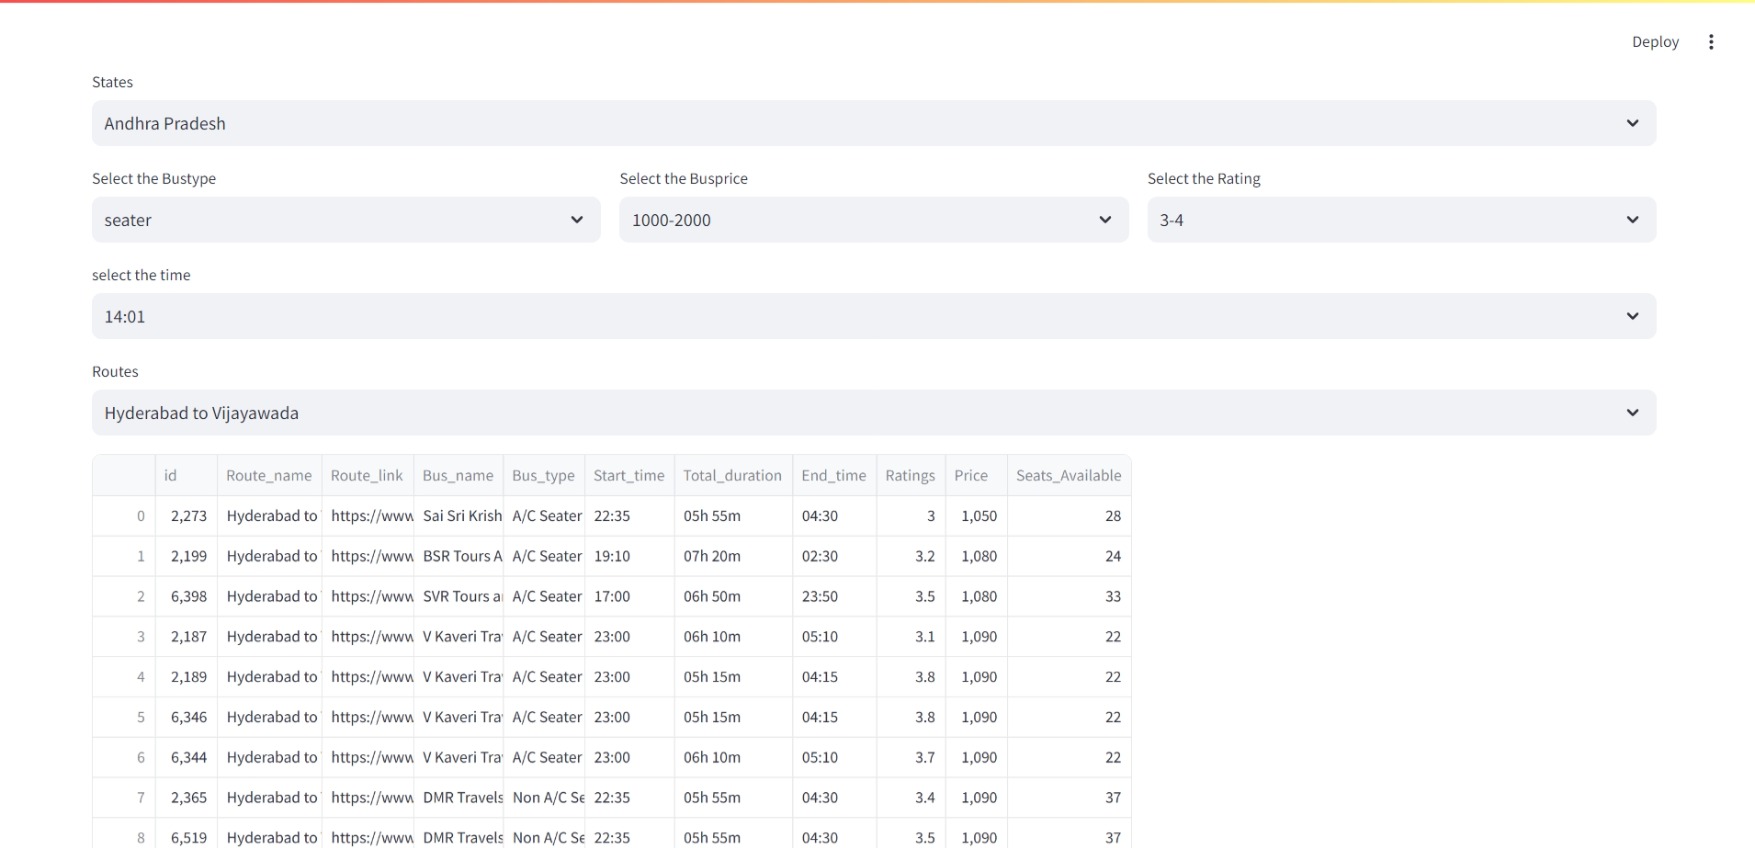 Deploy
States
Andhra Pradesh
Select the Bustype Select the Busprice Select the Rating
seater 1000-2000 3-4
select the time
14:01
Routes
Hyderabad to Vijayawada
id Route_name Route_link Bus_name Bus_type Start_time Total_duration End_time Ratings Price Seats_Available
0 2,273 Hyderabad to https://www Sai Sri Krish A/C Seater 22:35 05h 55m 04:30 3 1,050 28
1 2,199 Hyderabad to https://www BSR Tours A A/C Seater 19:10 07h 20m 02:30 3.2 1,080 24
2 6,398 Hyderabad to https://www SVR Tours a A/C Seater 17:00 06h 50m 23:50 3.5 1,080 33
3 2,187 Hyderabad to https://www V Kaveri Tra A/C Seater 23:00 06h 10m 05:10 3.1 1,090 22
4 2,189 Hyderabad to https://www V Kaveri Tra A/C Seater 23:00 05h 15m 04:15 3.8 1,090 22
5 6,346 Hyderabad to https://www V Kaveri Tra A/C Seater 23:00 05h 15m 04:15 3.8 1,090 22
6 6,344 Hyderabad to https://www V Kaveri Tra A/C Seater 23:00 06h 10m 05:10 3.7 1,090 22
7 2,365 Hyderabad to https://www DMR Travels Non A/C Se 22:35 05h 55m 04:30 3.4 1,090 37
8 6,519 Hyderabad to https://www DMR Travels Non A/C Se 22:35 05h 55m 04:30 3.5 1,090 37